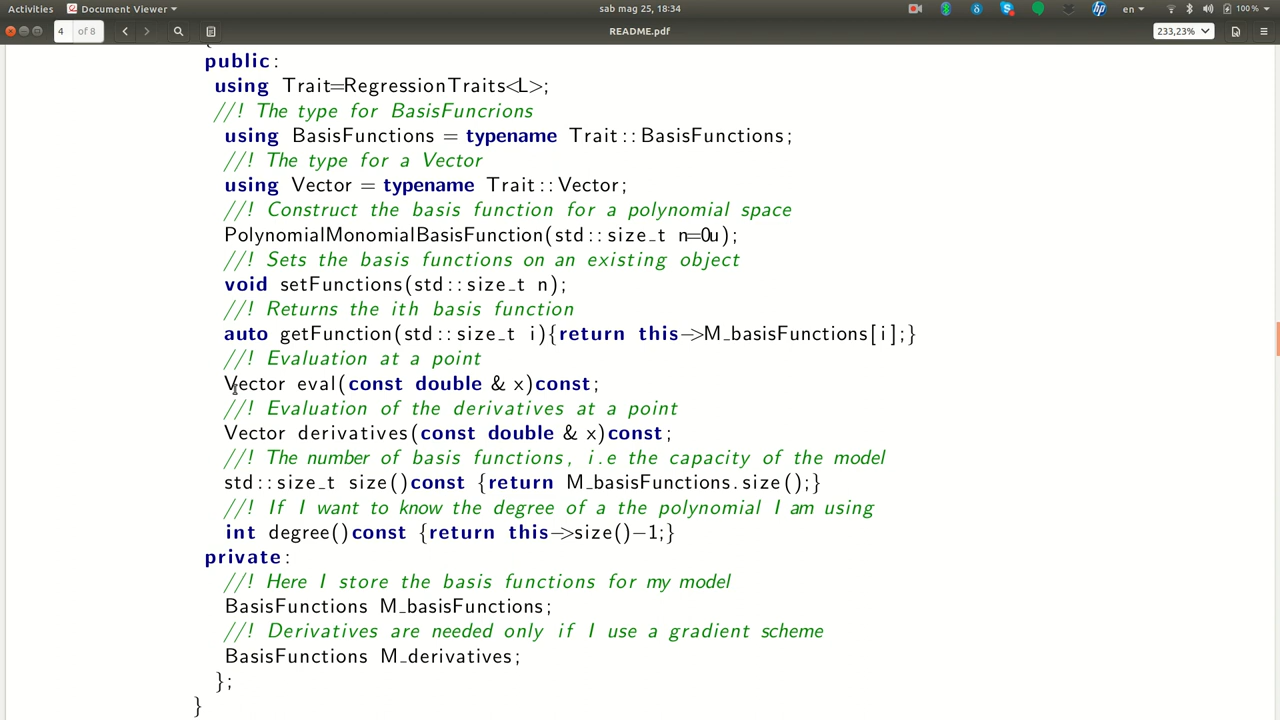 Activities Document Viewer sab mag 25, 18:34 en 100 %
4 of 8 README.pdf 233,23%
public:
using Trait=RegressionTraits<L>;
//! The type for BasisFuncrions
using BasisFunctions = typename Trait::BasisFunctions;
//! The type for a Vector
using Vector = typename Trait::Vector;
//! Construct the basis function for a polynomial space
PolynomialMonomialBasisFunction(std::size_t n=0u);
//! Sets the basis functions on an existing object
void setFunctions(std::size_t n);
//! Returns the ith basis function
auto getFunction(std::size_t i){return this->M_basisFunctions[i];}
//! Evaluation at a point
Vector eval(const double & x)const;
//! Evaluation of the derivatives at a point
Vector derivatives(const double & x)const;
//! The number of basis functions, i.e the capacity of the model
std::size_t size()const {return M_basisFunctions.size();}
//! If I want to know the degree of a the polynomial I am using
int degree()const {return this->size()-1;}
private:
//! Here I store the basis functions for my model
BasisFunctions M_basisFunctions;
//! Derivatives are needed only if I use a gradient scheme
BasisFunctions M_derivatives;
};
}